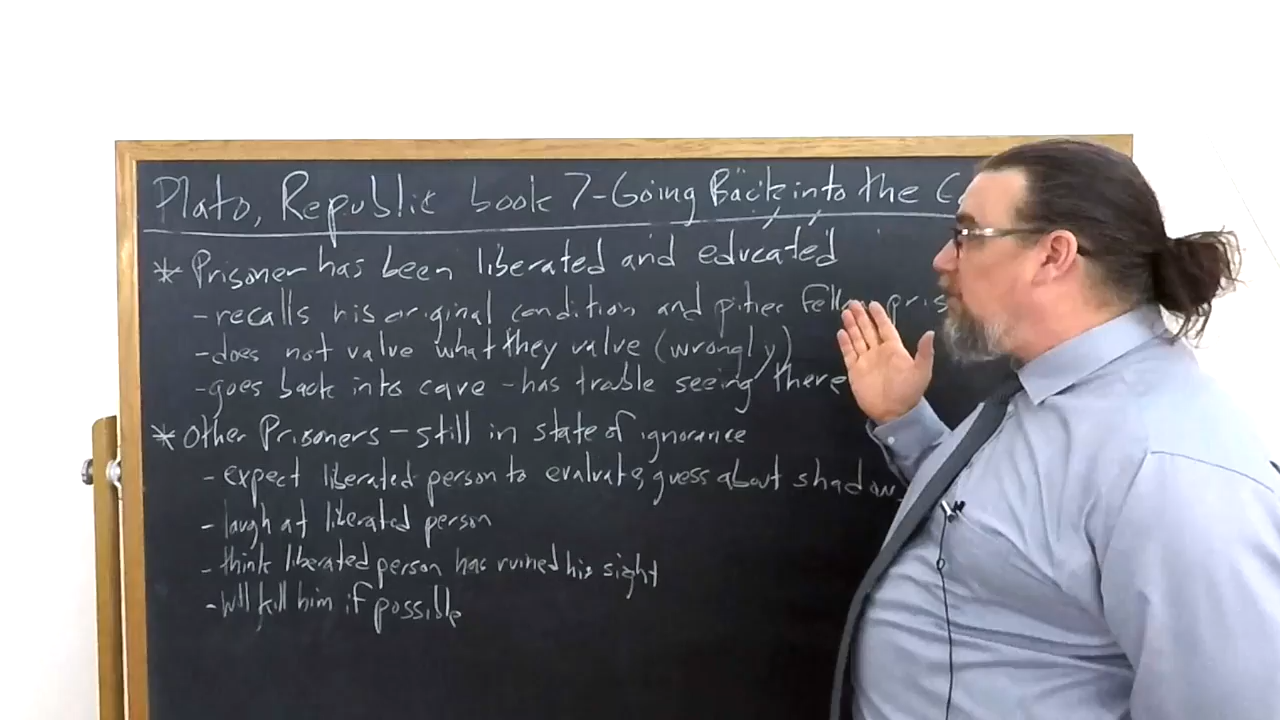 Plato, Republic book 7-Going Back into the
* Prisoner has been liberated and educated
- recalls his original condition and pities
- does not value what they value (wrongly)
- goes back into cave - has trouble seeing there
* Other Prisoners - still in state of ignorance
- expect liberated person to evaluate, guess about
- laugh at liberated person
- think liberated person has ruined his sight
- will kill him if possible